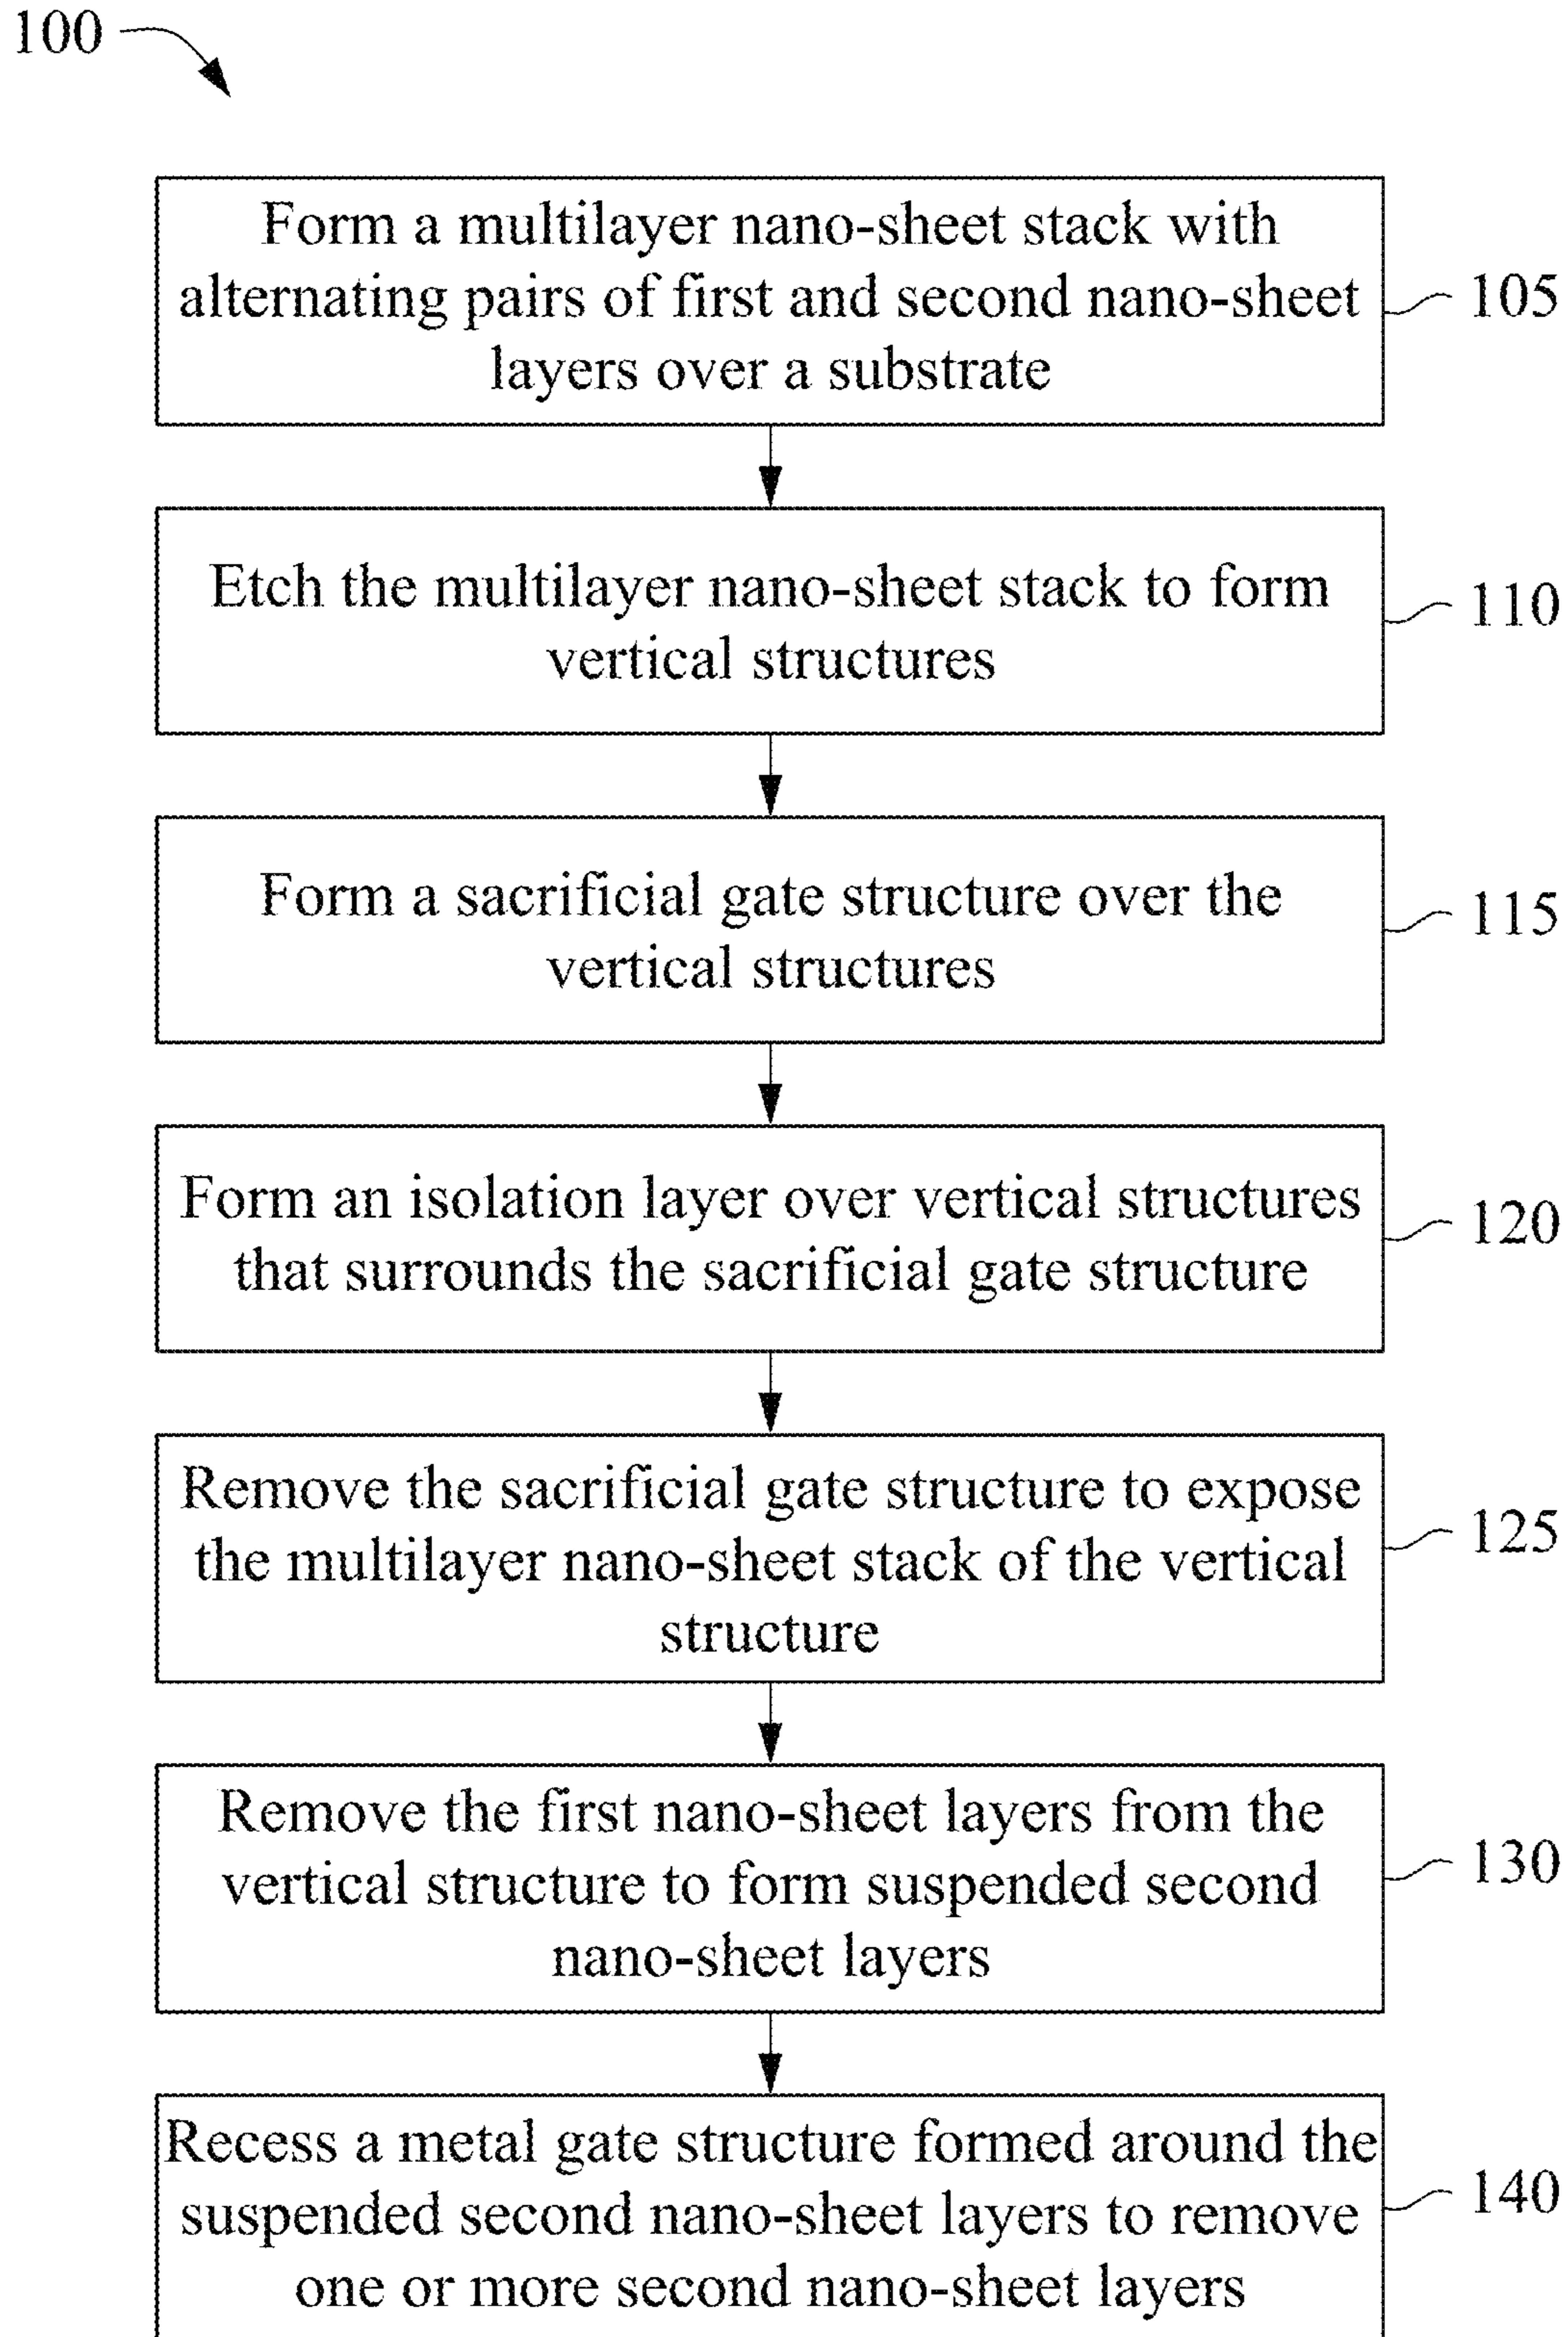 100
Form a multilayer nano-sheet stack with
alternating pairs of first and second nano-sheet
layers over a substrate
105
Etch the multilayer nano-sheet stack to form
vertical structures
110
Form a sacrificial gate structure over the
vertical structures
115
Form an isolation layer over vertical structures
that surrounds the sacrificial gate structure
120
Remove the sacrificial gate structure to expose
the multilayer nano-sheet stack of the vertical
structure
125
Remove the first nano-sheet layers from the
vertical structure to form suspended second
nano-sheet layers
130
Recess a metal gate structure formed around the
suspended second nano-sheet layers to remove
one or more second nano-sheet layers
140